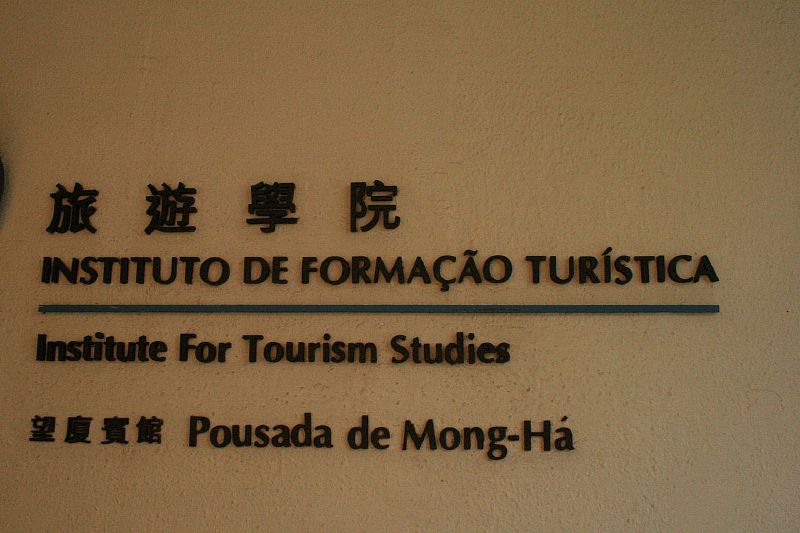 旅遊學院
INSTITUTO DE FORMAÇÃO TURÍSTICA
Institute For Tourism Studies
望廈賓館 Pousada de Mong-Há